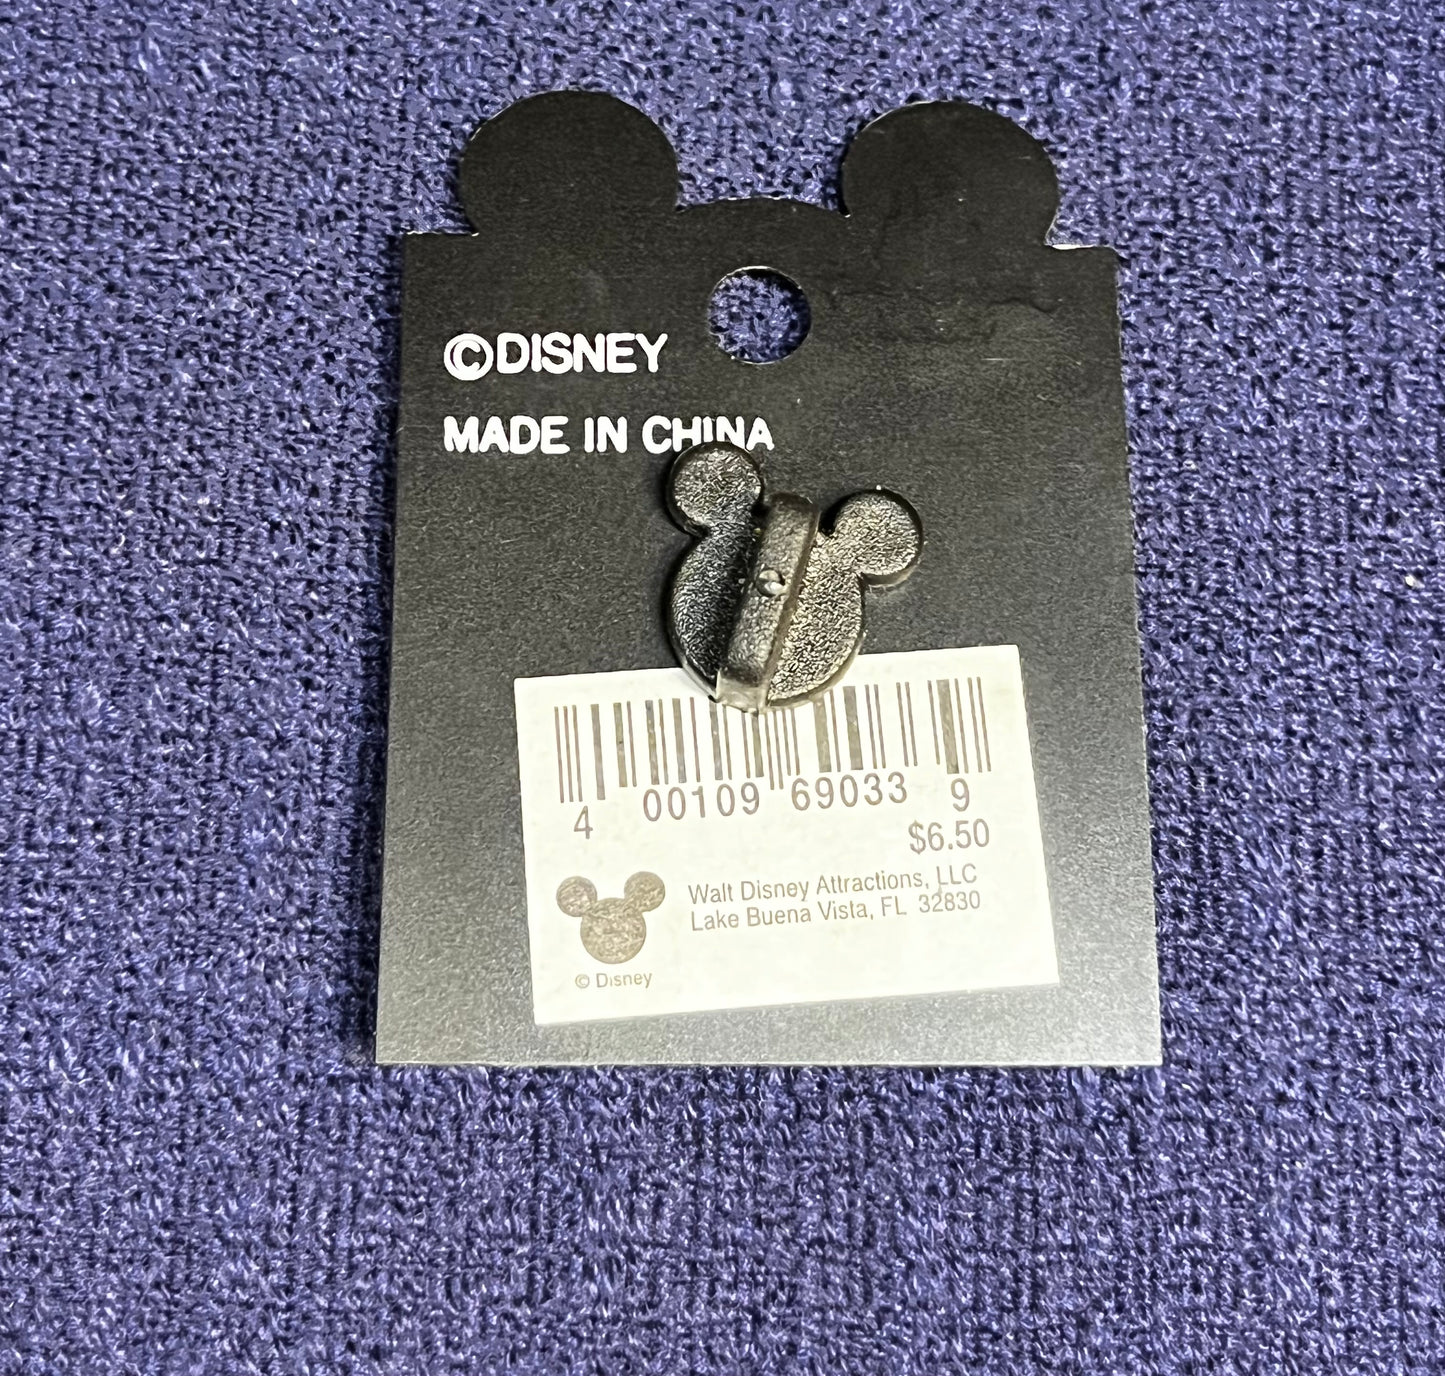 ©DISNEY
MADE IN CHINA
4 00109 69033 9
$6.50
Walt Disney Attractions, LLC
Lake Buena Vista, FL 32830
© Disney